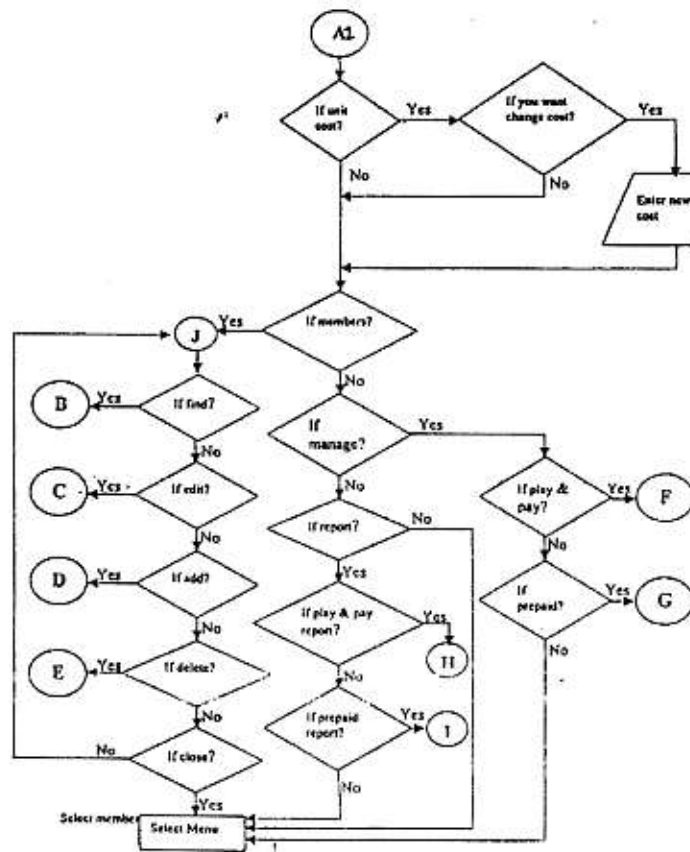 A1
If unit
cost?
Yes
If you want
change cost?
Yes
No
No
Enter new
cost
J
Yes
If members?
No
B
Yes
If find?
No
If
manage?
Yes
No
C
Yes
If edit?
No
If report?
No
Yes
If play &
pay?
Yes
F
No
D
Yes
If add?
No
If play & pay
report?
Yes
H
No
If
prepaid?
Yes
G
No
E
Yes
If delete?
No
If prepaid
report?
Yes
I
No
No
If close?
Yes
Select member
Select Menu